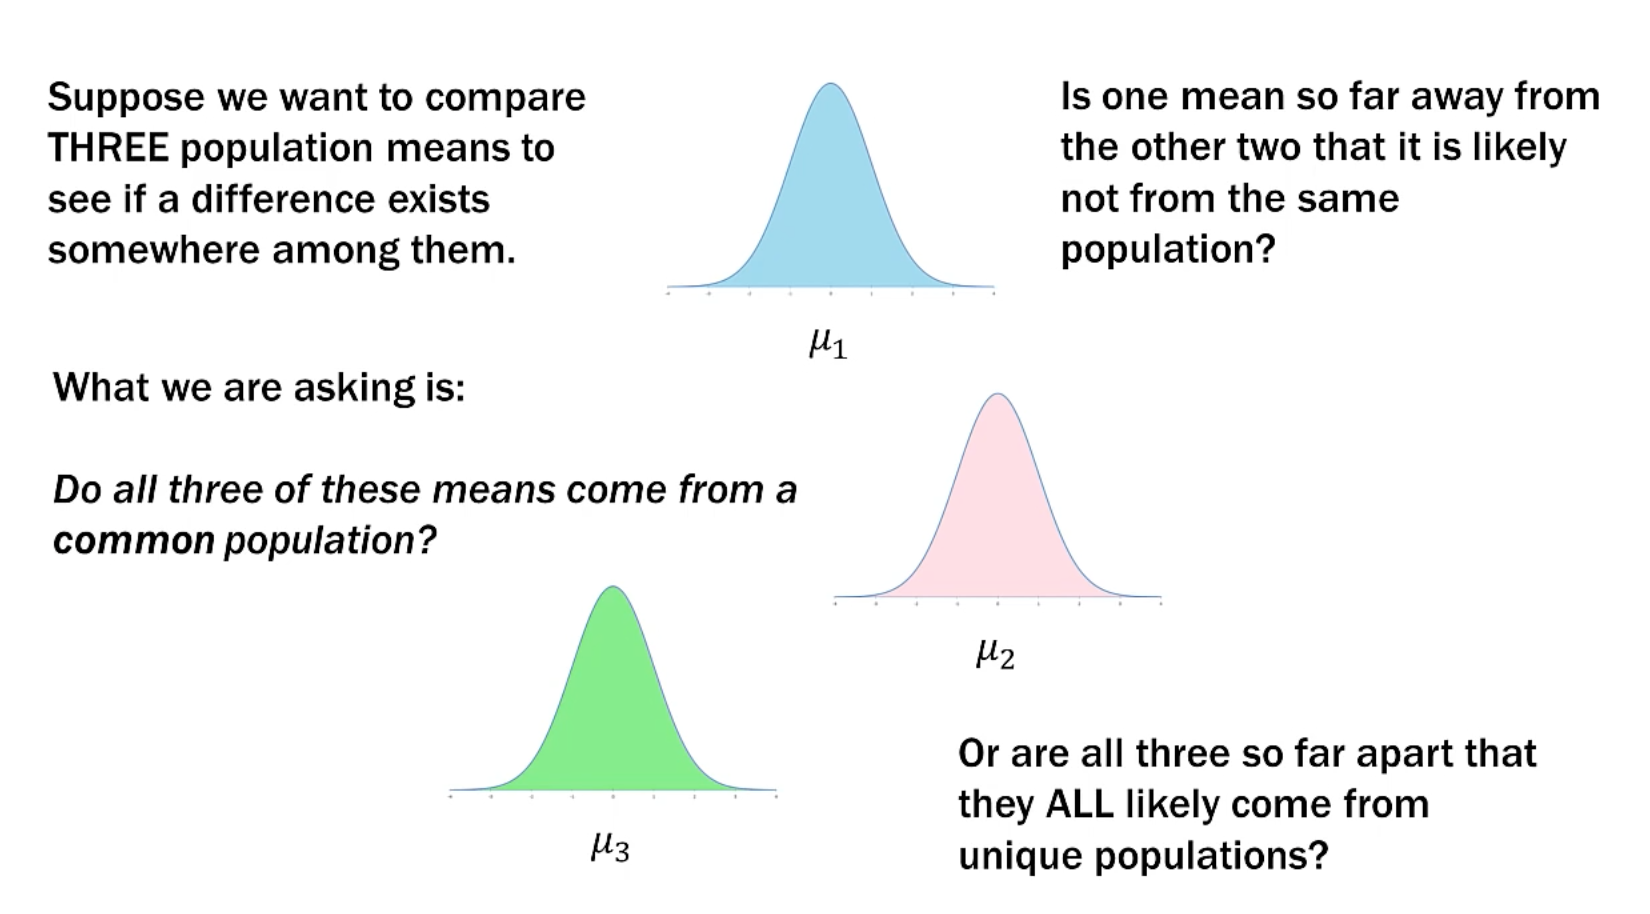 Suppose we want to compare
THREE population means to
see if a difference exists
somewhere among them.
Is one mean so far away from
the other two that it is likely
not from the same
population?
μ₁
What we are asking is:
Do all three of these means come from a
common population?
μ₂
μ₃
Or are all three so far apart that
they ALL likely come from
unique populations?